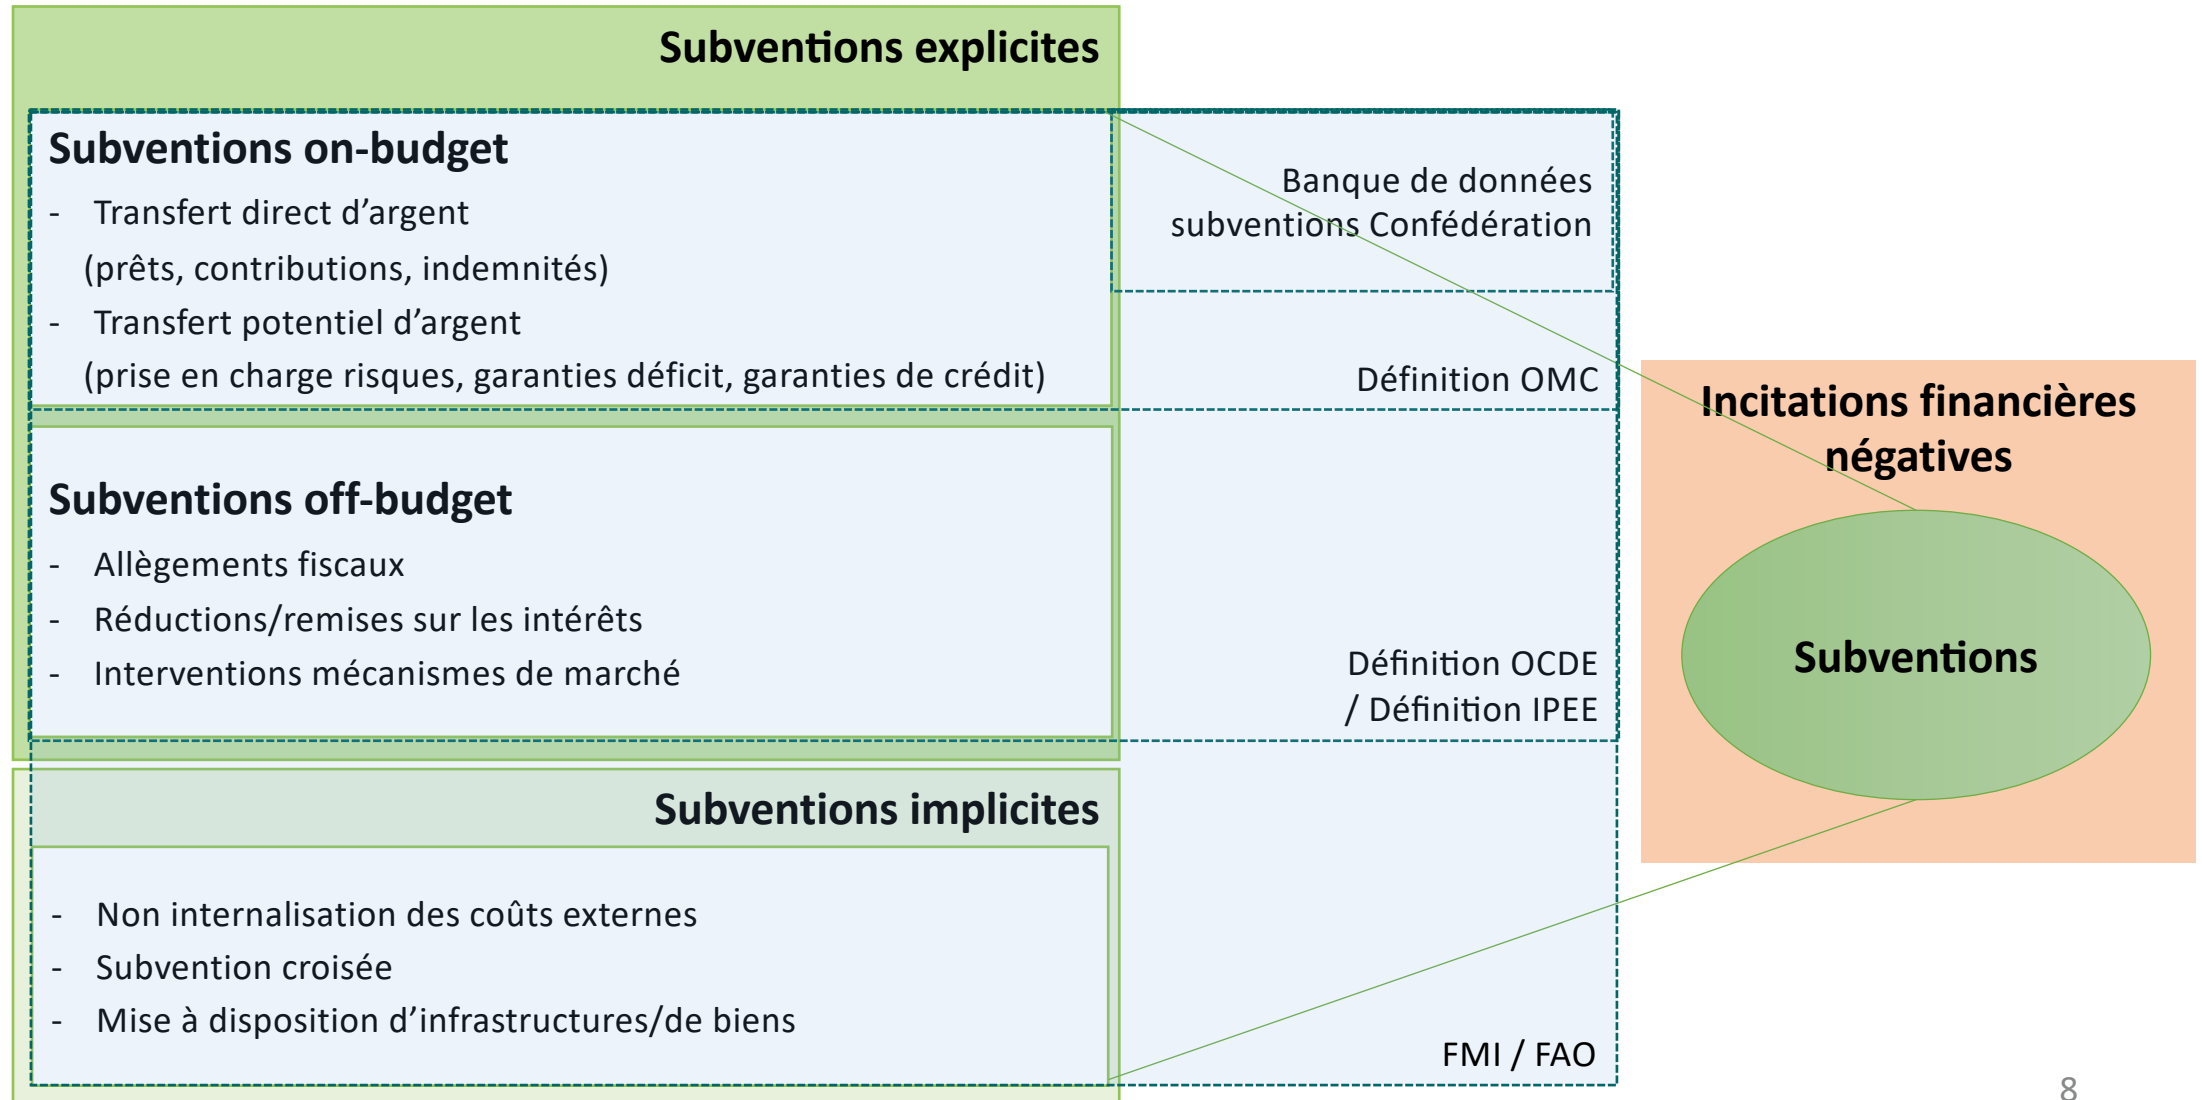 Subventions explicites
Subventions on-budget
- Transfert direct d’argent
(prêts, contributions, indemnités)
- Transfert potentiel d’argent
(prise en charge risques, garanties déficit, garanties de crédit)
Banque de données
subventions Confédération
Définition OMC
Subventions off-budget
- Allègements fiscaux
- Réductions/remises sur les intérêts
- Interventions mécanismes de marché
Définition OCDE
/ Définition IPEE
Subventions implicites
- Non internalisation des coûts externes
- Subvention croisée
- Mise à disposition d’infrastructures/de biens
FMI / FAO
Incitations financières
négatives
Subventions
8